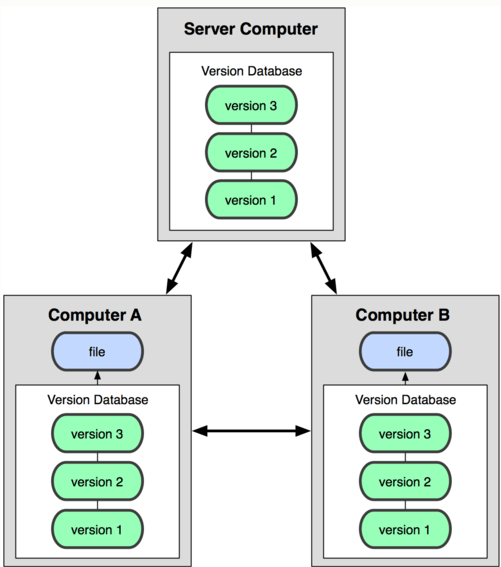 Server Computer
Version Database
version 3
version 2
version 1
Computer A
file
Version Database
version 3
version 2
version 1
Computer B
file
Version Database
version 3
version 2
version 1